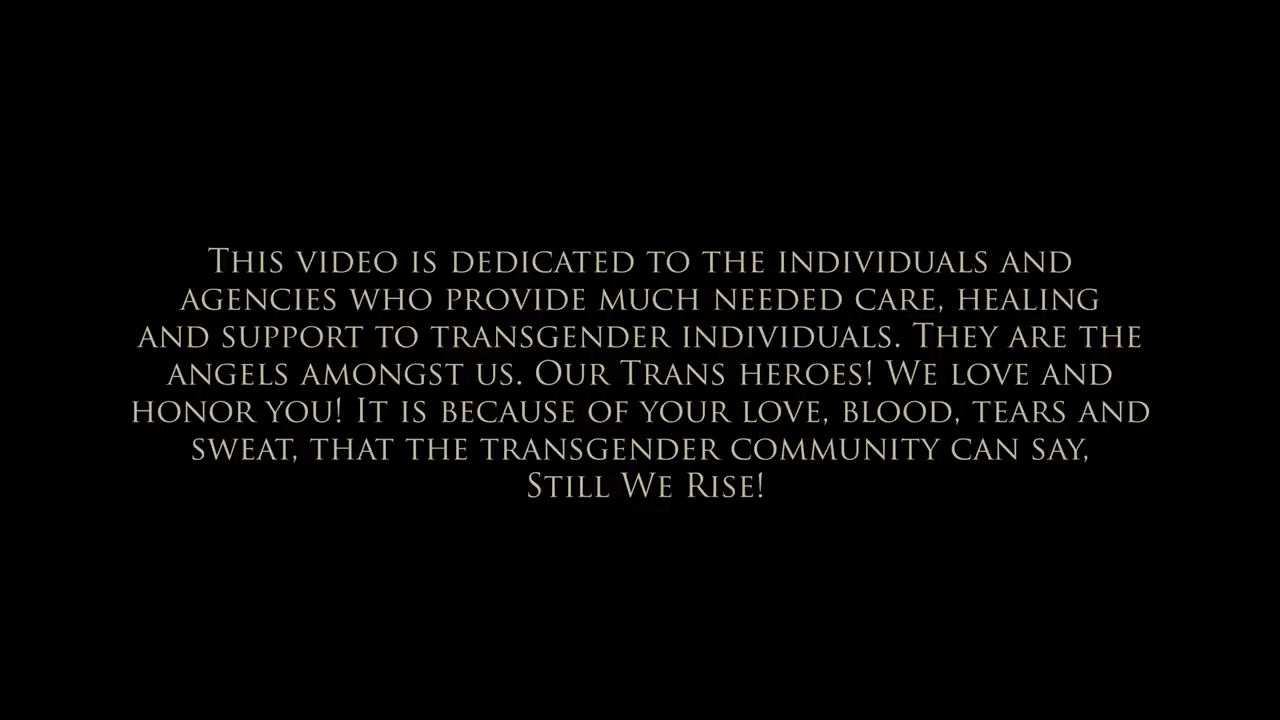 This video is dedicated to the individuals and
agencies who provide much needed care, healing
and support to transgender individuals. They are the
angels amongst us. Our Trans heroes! We love and
honor you! It is because of your love, blood, tears and
sweat, that the transgender community can say,
Still We Rise!